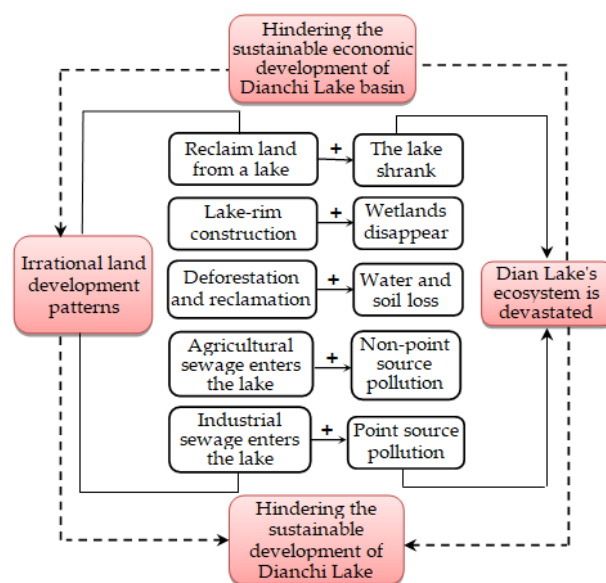 Hindering the
sustainable economic
development of
Dianchi Lake basin
Reclaim land
from a lake
+
The lake
shrank
Lake-rim
construction
+
Wetlands
disappear
Irrational land
development
patterns
Deforestation
and reclamation
+
Water and
soil loss
Dian Lake's
ecosystem is
devastated
Agricultural
sewage enters
the lake
+
Non-point
source
pollution
Industrial
sewage enters
the lake
+
Point source
pollution
Hindering the
sustainable
development of
Dianchi Lake